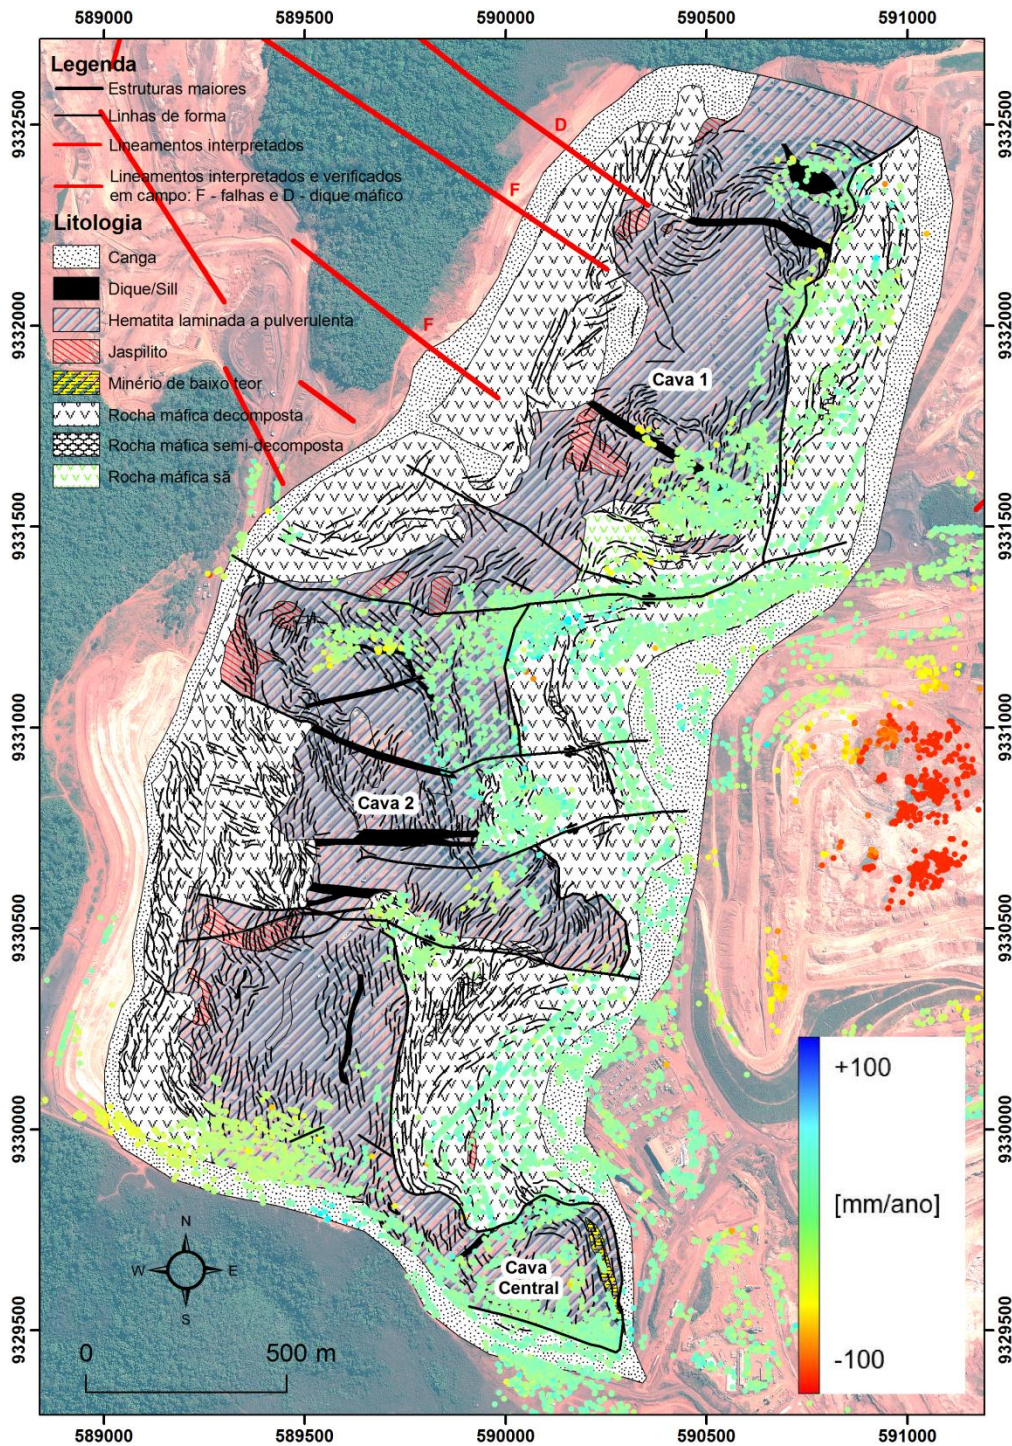 589000 589500 590000 590500 591000
Legenda
Estruturas maiores
Linhas de forma
Lineamentos interpretados
Lineamentos interpretados e verificados
em campo: F - falhas e D - dique máfico
Litologia
Canga
Dique/Sill
Hematita laminada a pulverulenta
Jaspilito
Minério de baixo teor
Rocha máfica decomposta
Rocha máfica semi-decomposta
Rocha máfica sã
D
F
F
Cava 1
Cava 2
Cava
Central
N
W E
S
0 500 m
+100
[mm/ano]
-100
9332500
9332000
9331500
9331000
9330500
9330000
9329500
9332500
9332000
9331500
9331000
9330500
9330000
9329500
589000 589500 590000 590500 591000